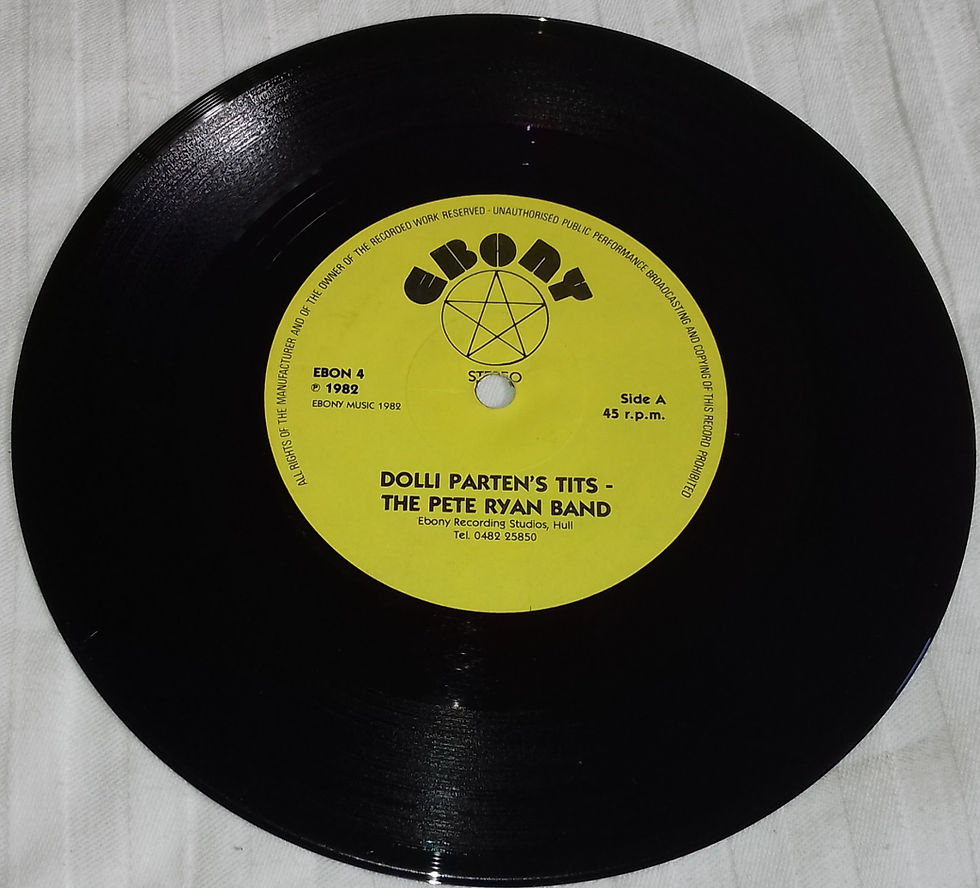 ALL RIGHTS OF THE MANUFACTURER AND OF THE OWNER OF THE RECORDED WORK RESERVED - UNAUTHORISED PUBLIC PERFORMANCE BROADCASTING AND COPYING OF THIS RECORD PROHIBITED
EBONY
STEREO
EBON 4
℗ 1982
EBONY MUSIC 1982
Side A
45 r.p.m.
DOLLI PARTEN'S TITS -
THE PETE RYAN BAND
Ebony Recording Studios, Hull
Tel. 0482 25850